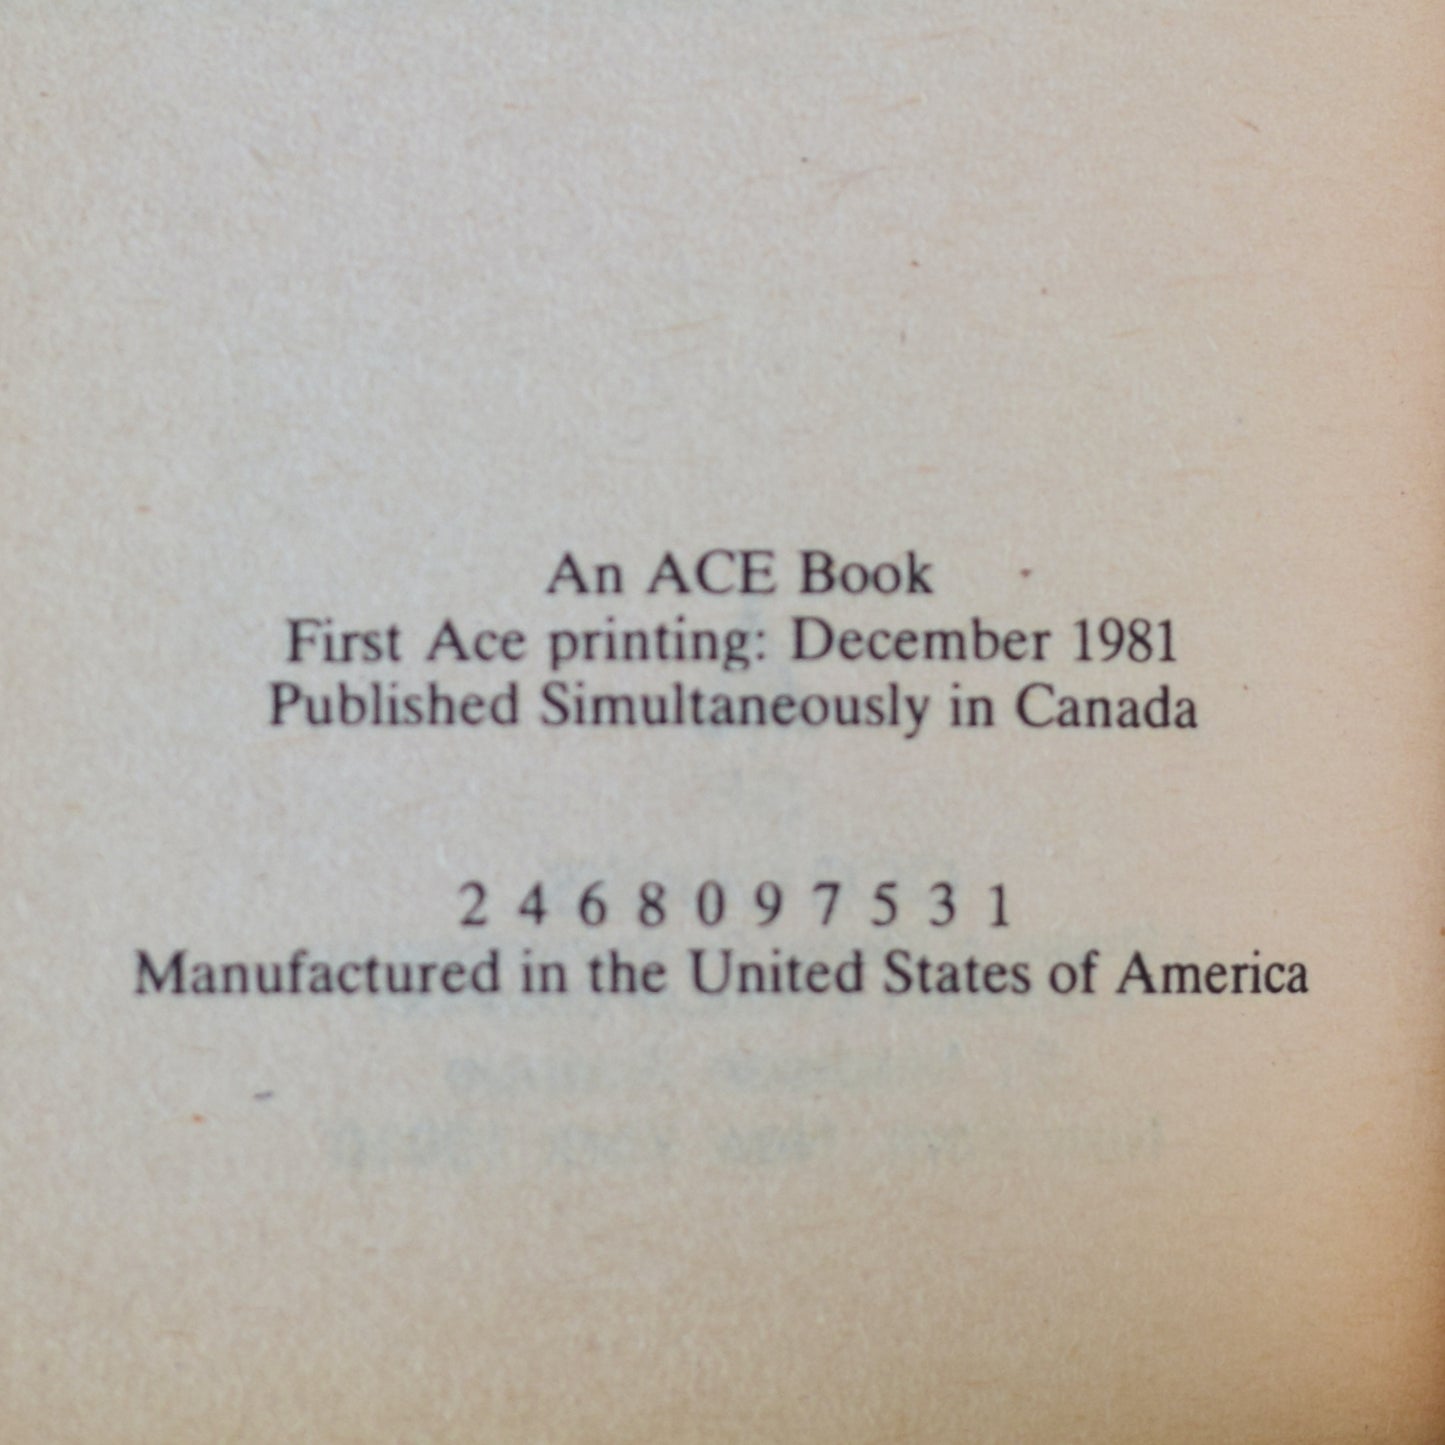 An ACE Book
First Ace printing: December 1981
Published Simultaneously in Canada
2 4 6 8 0 9 7 5 3 1
Manufactured in the United States of America